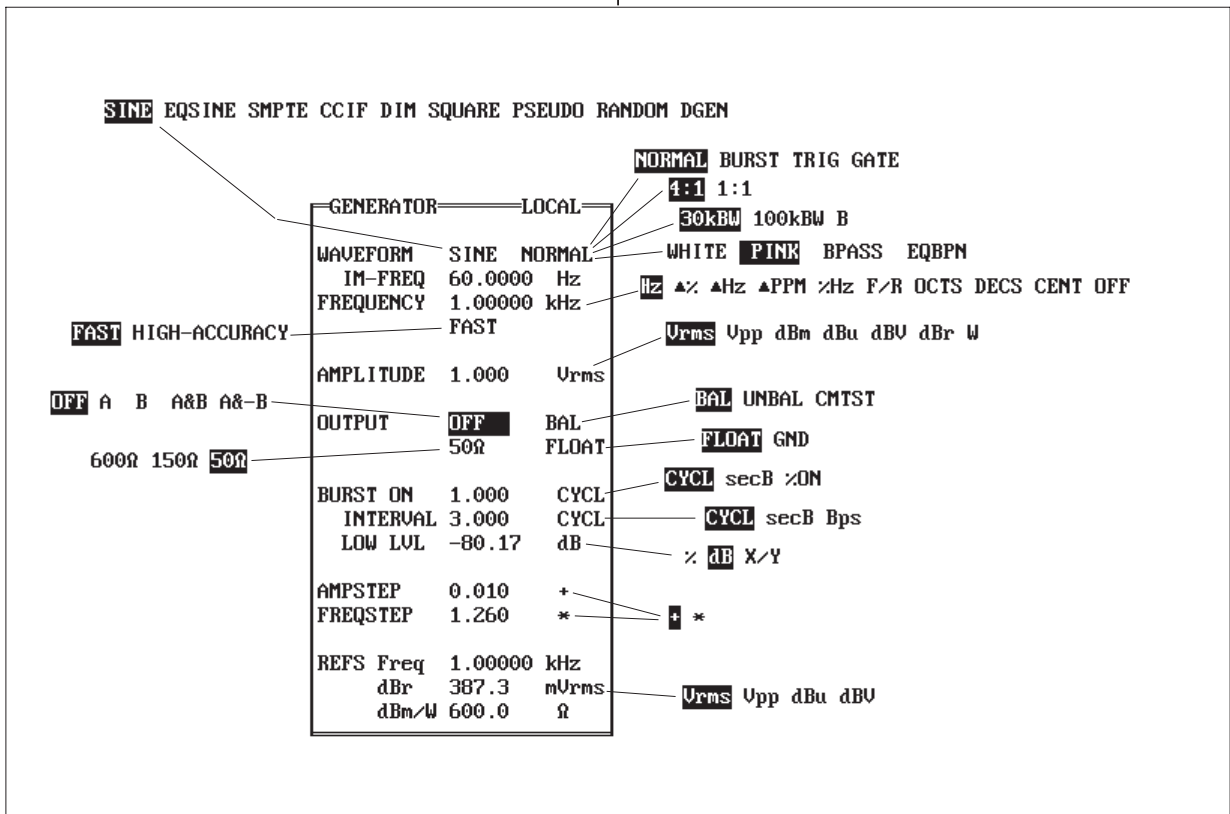 SINE EQSINE SMPTE CCIF DIM SQUARE PSEUDO RANDOM DGEN
NORMAL BURST TRIG GATE
4:1 1:1
30kBW 100kBW B
WHITE PINK BPASS EQBPN
Hz ▲% ▲Hz ▲PPM %Hz F/R OCTS DECS CENT OFF
FAST HIGH-ACCURACY
Vrms Vpp dBm dBu dBV dBr W
OFF A B A&B A&-B
BAL UNBAL CMTST
FLOAT GND
600Ω 150Ω 50Ω
CYCL secB %ON
CYCL secB Bps
% dB X/Y
+ *
Vrms Vpp dBu dBV
GENERATOR LOCAL
WAVEFORM SINE NORMAL
IM-FREQ 60.0000 Hz
FREQUENCY 1.00000 kHz
FAST
AMPLITUDE 1.000 Vrms
OUTPUT OFF BAL
50Ω FLOAT
BURST ON 1.000 CYCL
INTERVAL 3.000 CYCL
LOW LVL -80.17 dB
AMPSTEP 0.010 +
FREQSTEP 1.260 *
REFS Freq 1.00000 kHz
dBr 387.3 mVrms
dBm/W 600.0 Ω